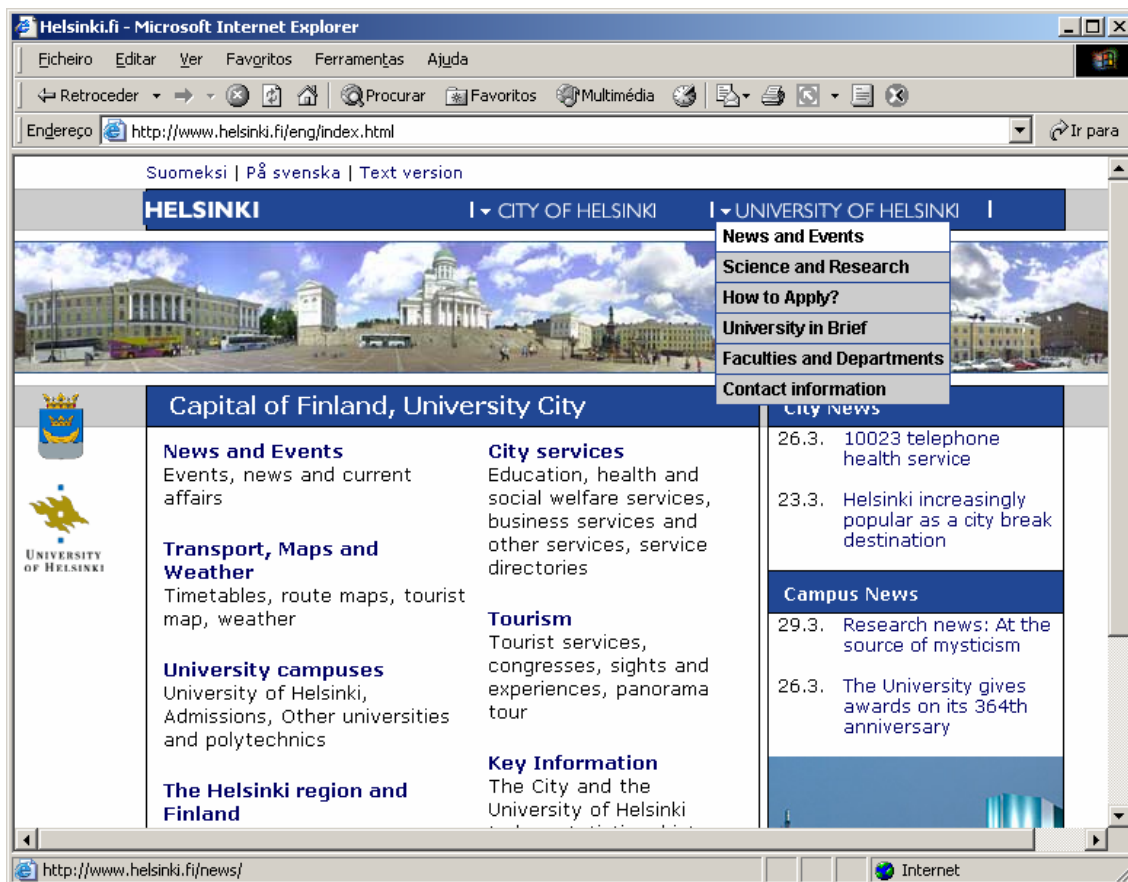 Helsinki.fi - Microsoft Internet Explorer
Ficheiro Editar Ver Favoritos Ferramentas Ajuda
Retroceder Procurar Favoritos Multimédia
Endereço http://www.helsinki.fi/eng/index.html Ir para
Suomeksi | På svenska | Text version
HELSINKI | CITY OF HELSINKI | UNIVERSITY OF HELSINKI |
News and Events
Science and Research
How to Apply?
University in Brief
Faculties and Departments
Contact information
UNIVERSITY
OF HELSINKI
Capital of Finland, University City
News and Events
Events, news and current
affairs
Transport, Maps and
Weather
Timetables, route maps, tourist
map, weather
University campuses
University of Helsinki,
Admissions, Other universities
and polytechnics
The Helsinki region and
Finland
City services
Education, health and
social welfare services,
business services and
other services, service
directories
Tourism
Tourist services,
congresses, sights and
experiences, panorama
tour
Key Information
The City and the
University of Helsinki
City News
26.3. 10023 telephone
health service
23.3. Helsinki increasingly
popular as a city break
destination
Campus News
29.3. Research news: At the
source of mysticism
26.3. The University gives
awards on its 364th
anniversary
http://www.helsinki.fi/news/ Internet